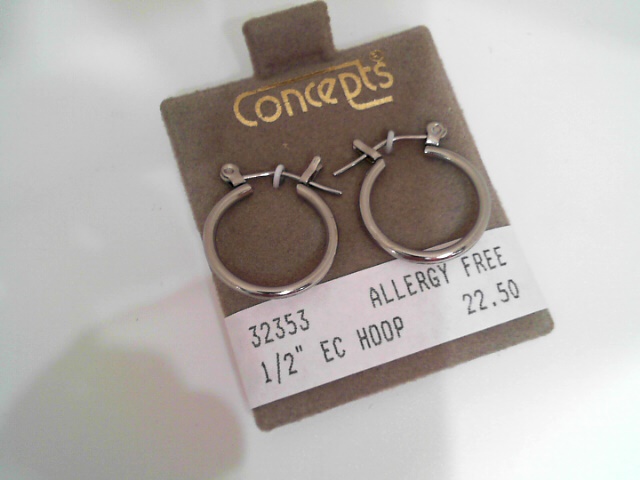 Concepts®
32353 ALLERGY FREE
1/2" EC HOOP 22.50